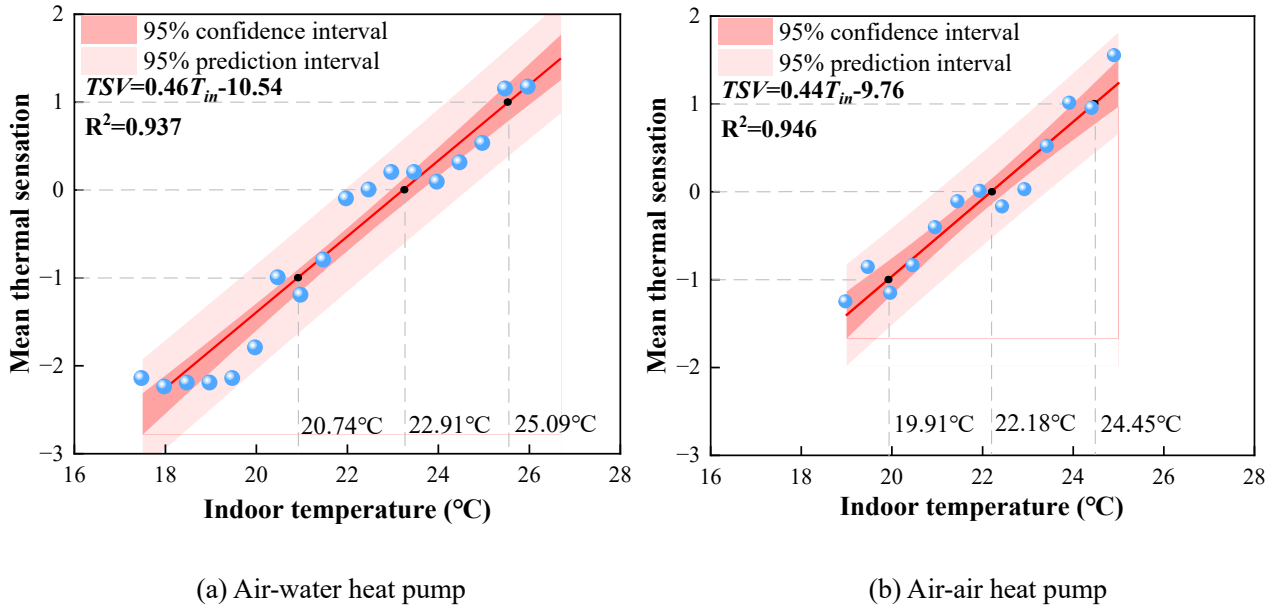 2
1
0
−1
−2
−3
16
18
20
22
24
26
28
Mean thermal sensation
Indoor temperature (℃)
95% confidence interval
95% prediction interval
TSV=0.46T_in-10.54
R²=0.937
20.74℃
22.91℃
25.09℃
(a) Air-water heat pump
2
1
0
−1
−2
−3
16
18
20
22
24
26
28
Mean thermal sensation
Indoor temperature (℃)
95% confidence interval
95% prediction interval
TSV=0.44T_in-9.76
R²=0.946
19.91℃
22.18℃
24.45℃
(b) Air-air heat pump